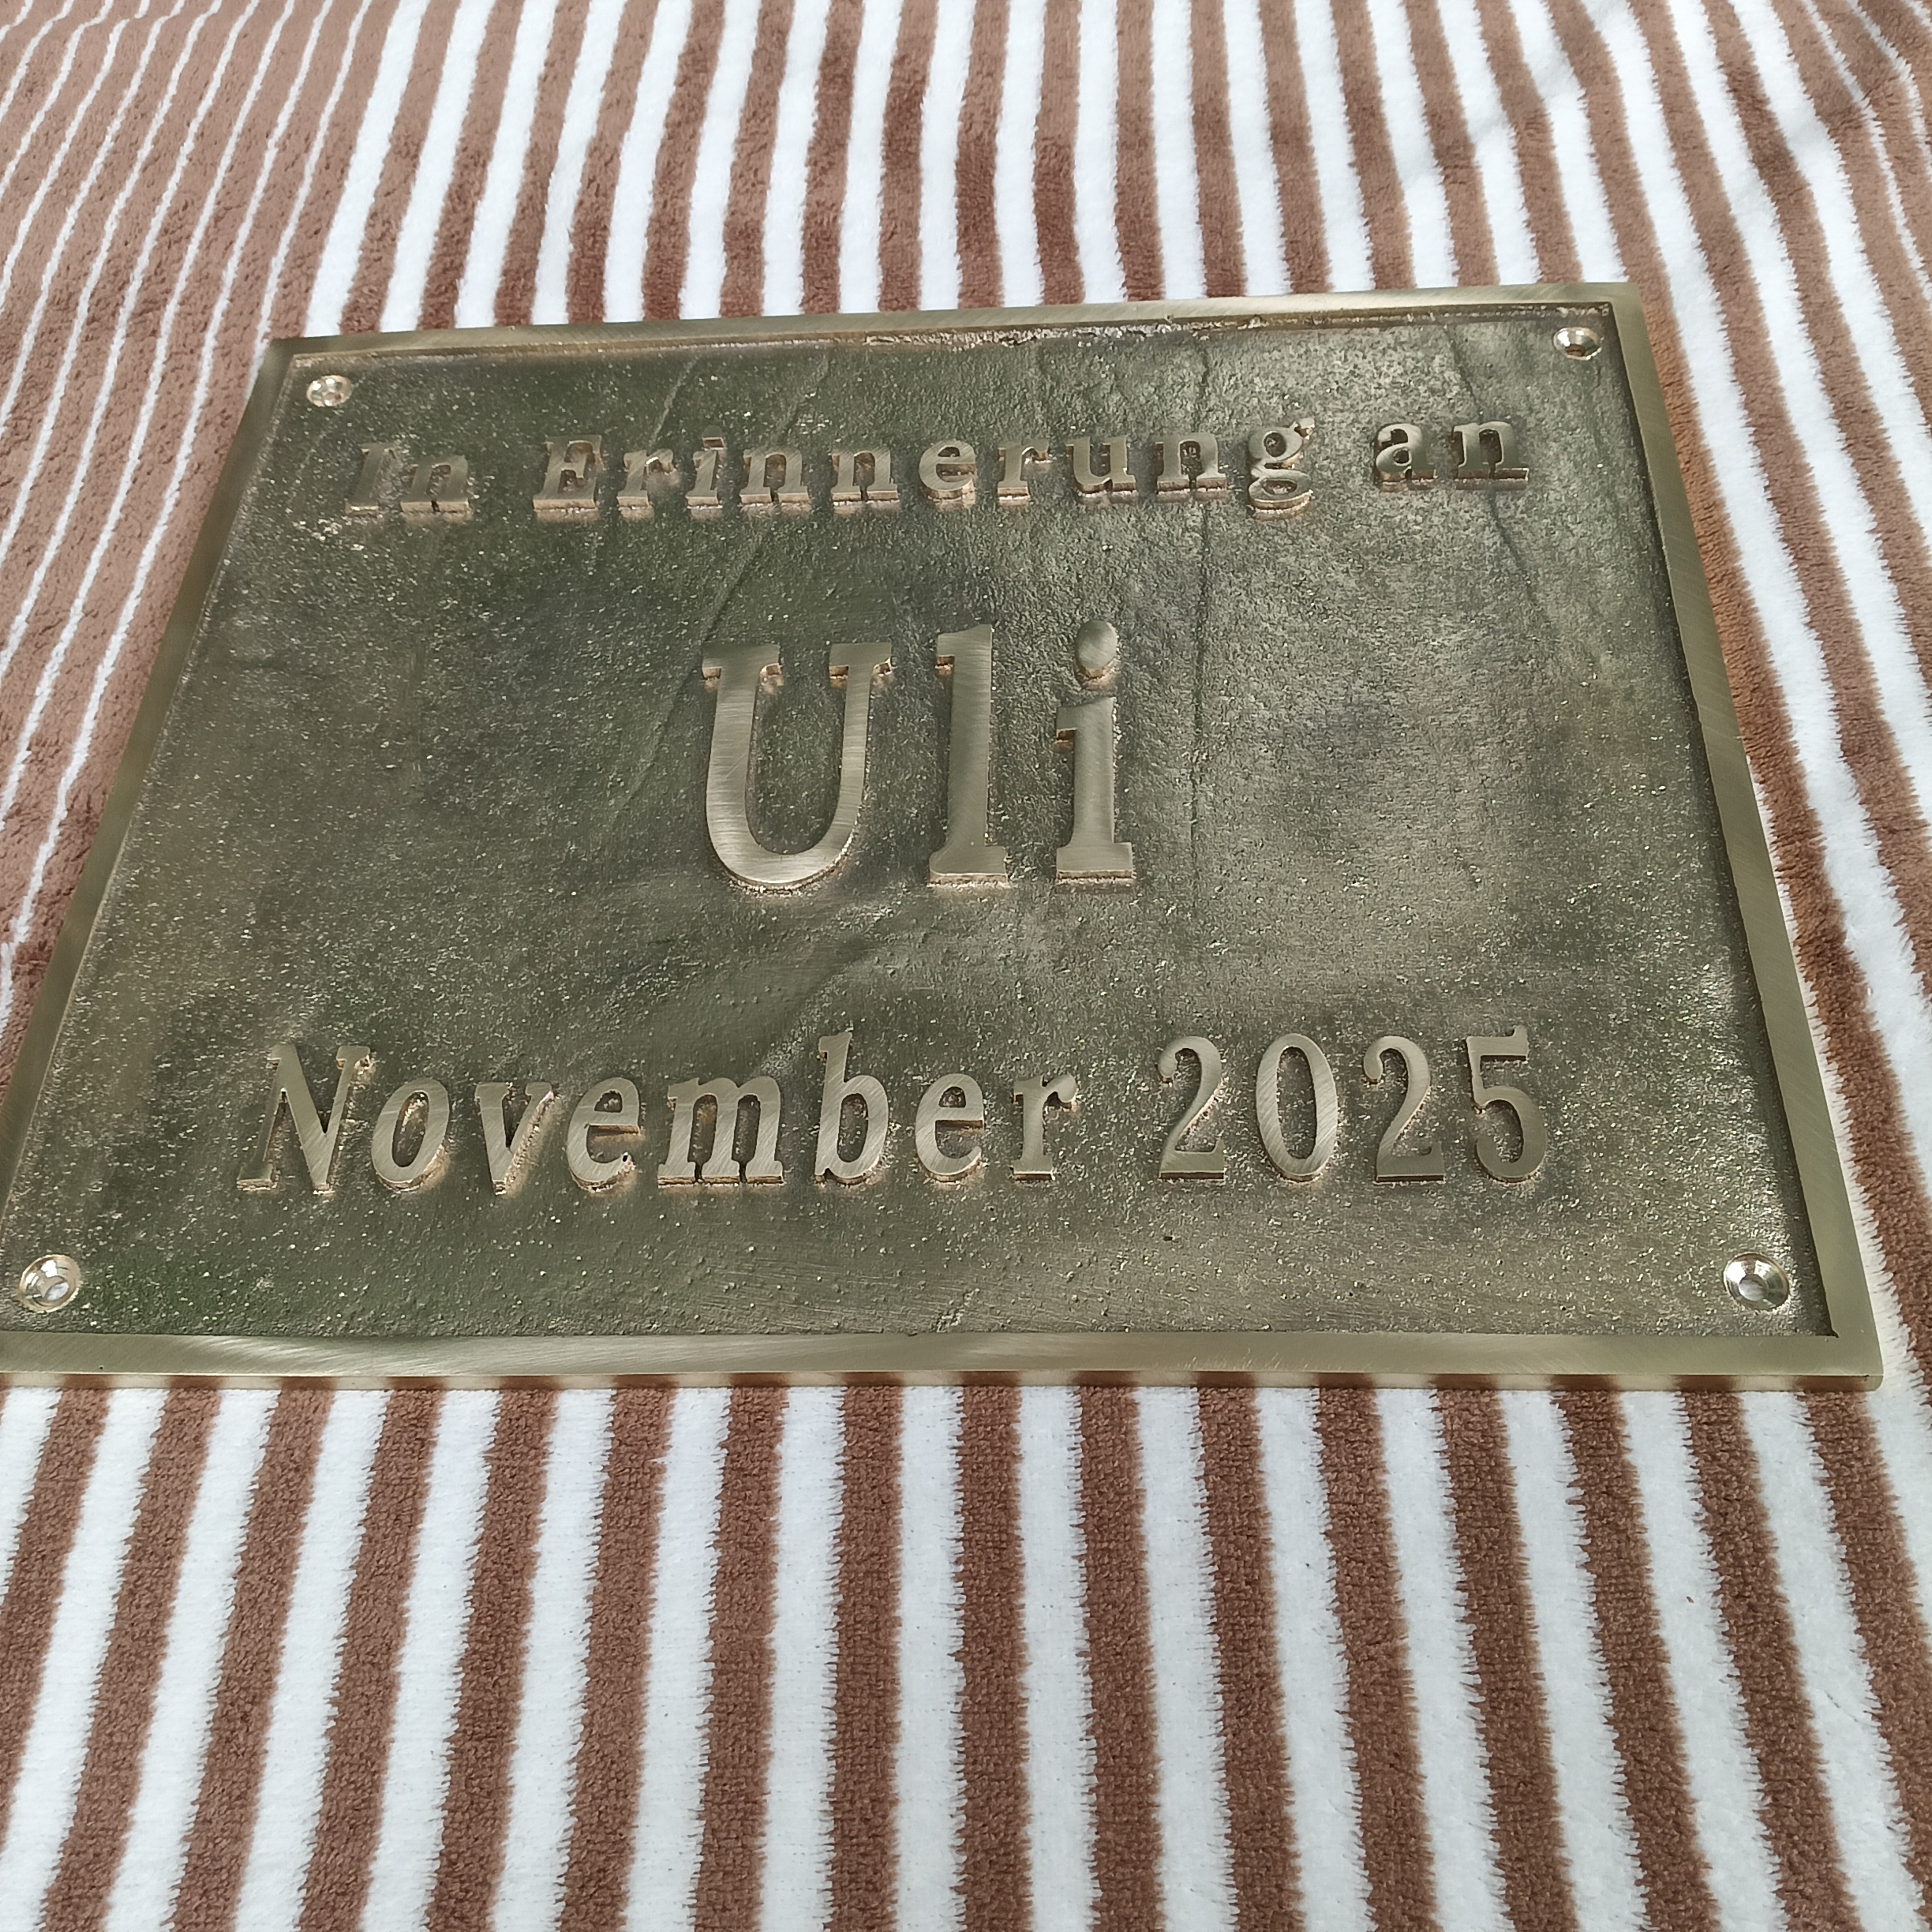 In Erinnerung an
Uli
November 2025